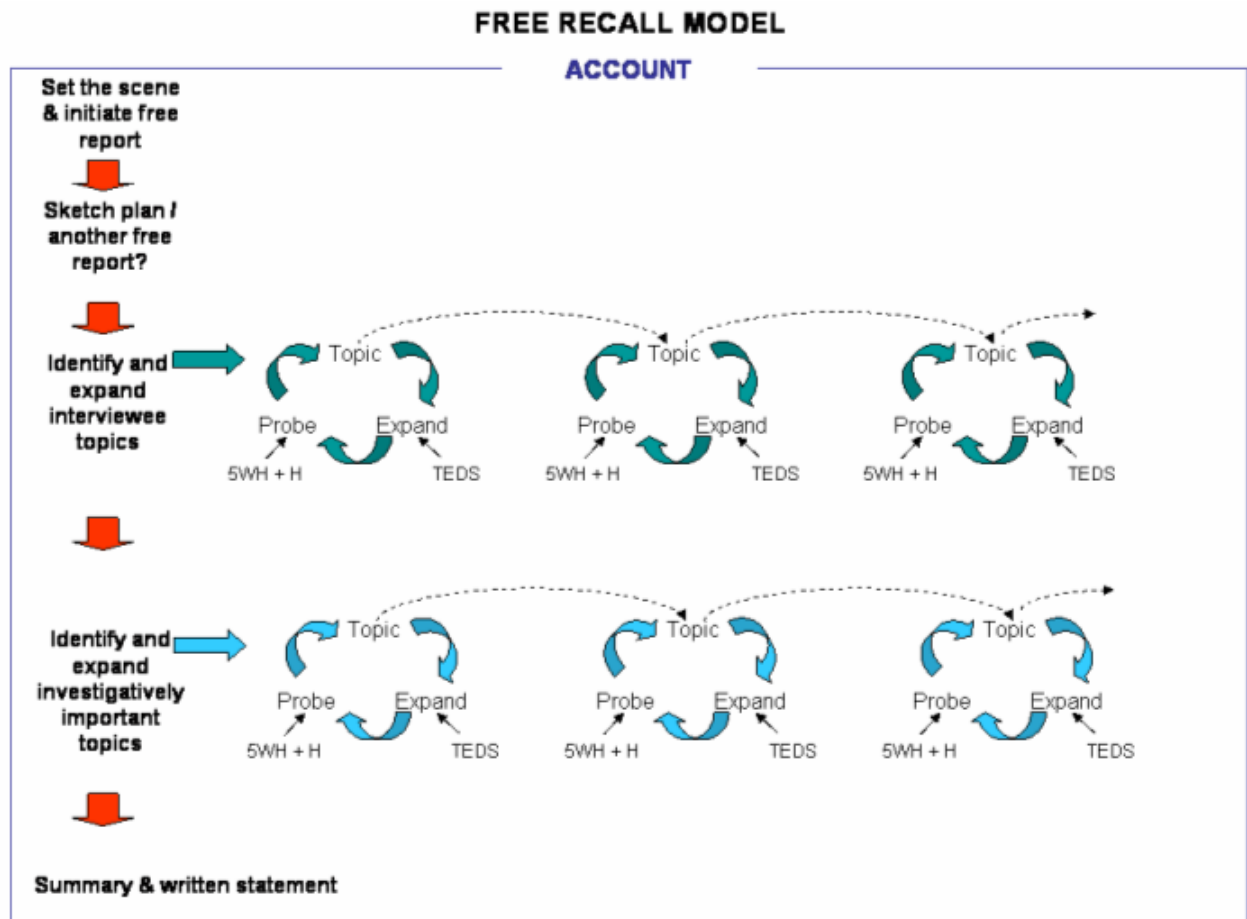 FREE RECALL MODEL
ACCOUNT
Set the scene
& initiate free
report
Sketch plan /
another free
report?
Identify and
expand
interviewee
topics
Topic
Probe
Expand
5WH + H
TEDS
Topic
Probe
Expand
5WH + H
TEDS
Topic
Probe
Expand
5WH + H
TEDS
Identify and
expand
investigatively
important
topics
Topic
Probe
Expand
5WH + H
TEDS
Topic
Probe
Expand
5WH + H
TEDS
Topic
Probe
Expand
5WH + H
TEDS
Summary & written statement